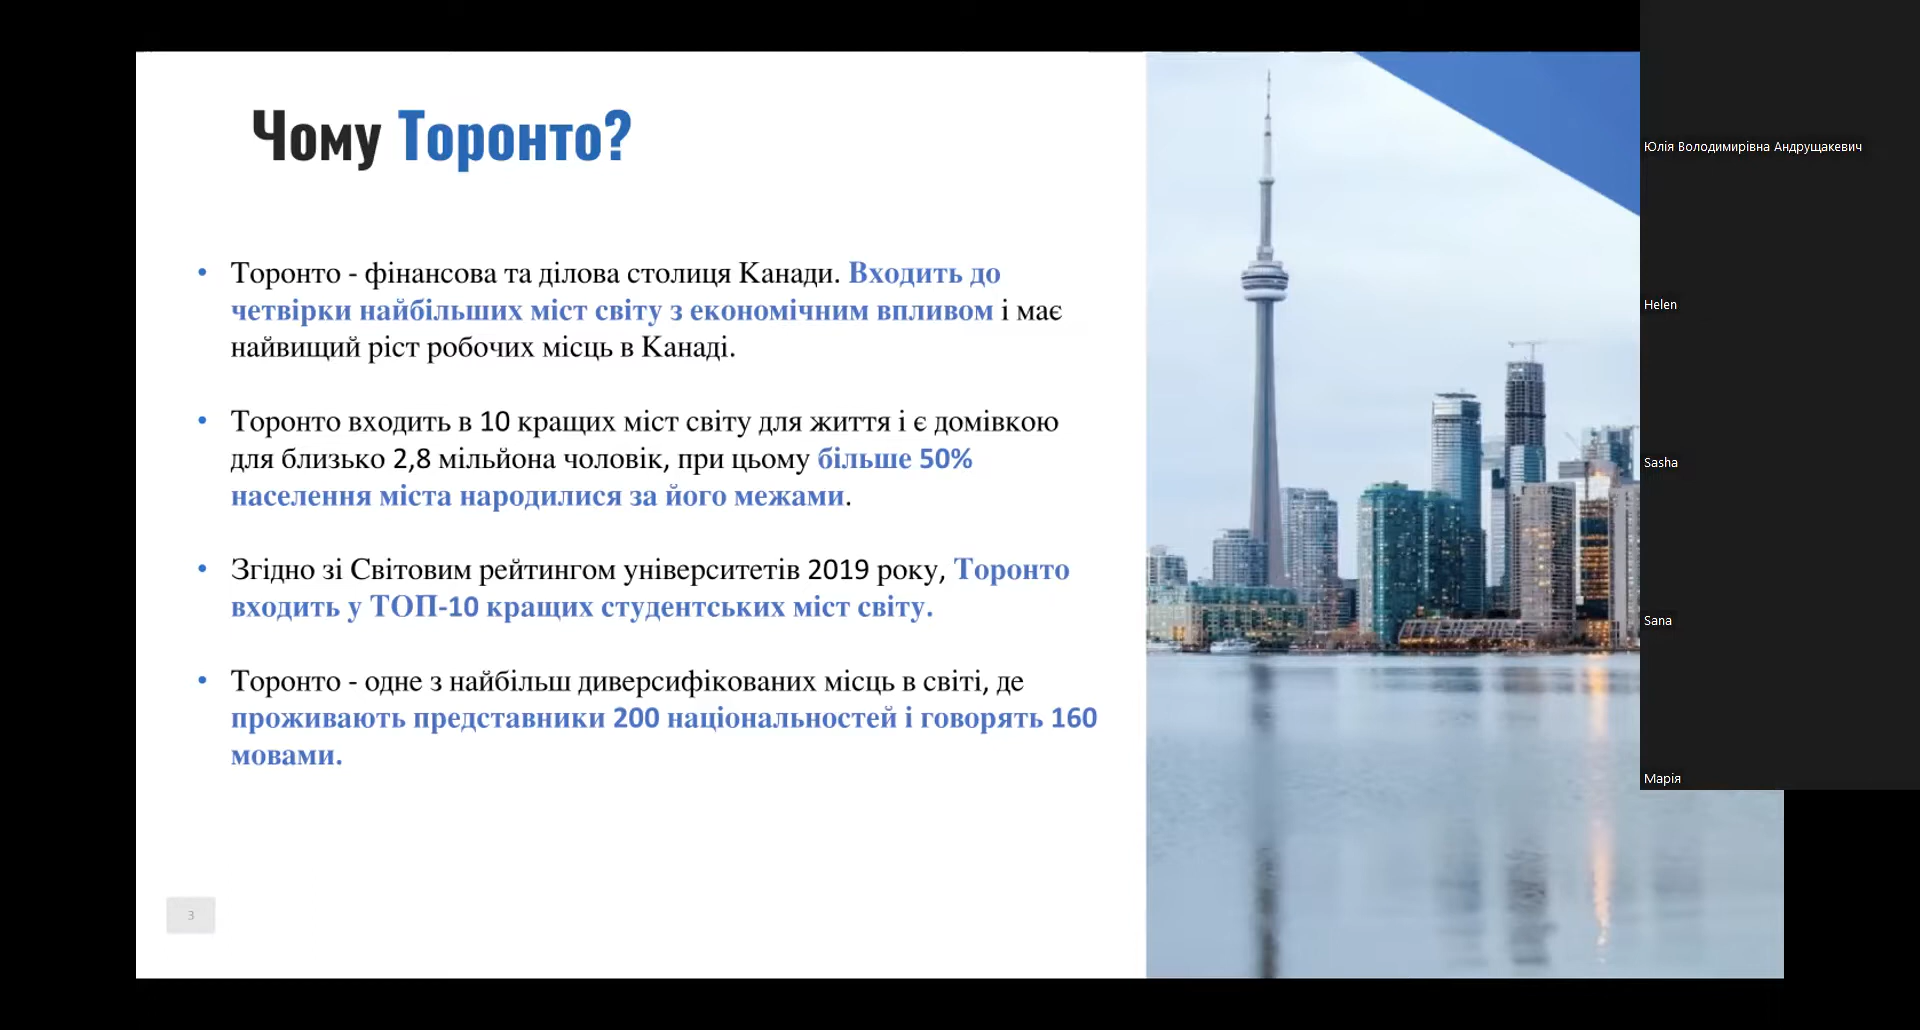 Чому Торонто?
• Торонто - фінансова та ділова столиця Канади. Входить до
четвірки найбільших міст світу з економічним впливом і має
найвищий ріст робочих місць в Канаді.
• Торонто входить в 10 кращих міст світу для життя і є домівкою
для близько 2,8 мільйона чоловік, при цьому більше 50%
населення міста народилися за його межами.
• Згідно зі Світовим рейтингом університетів 2019 року, Торонто
входить у ТОП-10 кращих студентських міст світу.
• Торонто - одне з найбільш диверсифікованих місць в світі, де
проживають представники 200 національностей і говорять 160
мовами.
3
Юлія Володимирівна Андрущакевич
Helen
Sasha
Sana
Марія